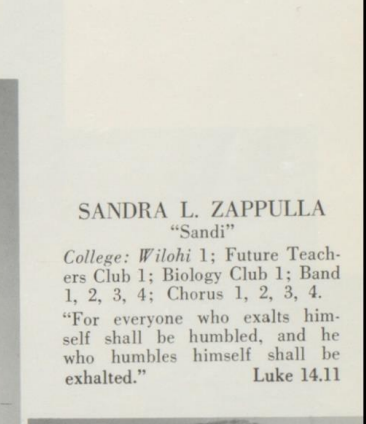 SANDRA L. ZAPPULLA
"Sandi"
College: Wilohi 1; Future Teach-
ers Club 1; Biology Club 1; Band
1, 2, 3, 4; Chorus 1, 2, 3, 4.
"For everyone who exalts him-
self shall be humbled, and he
who humbles himself shall be
exhalted." Luke 14.11